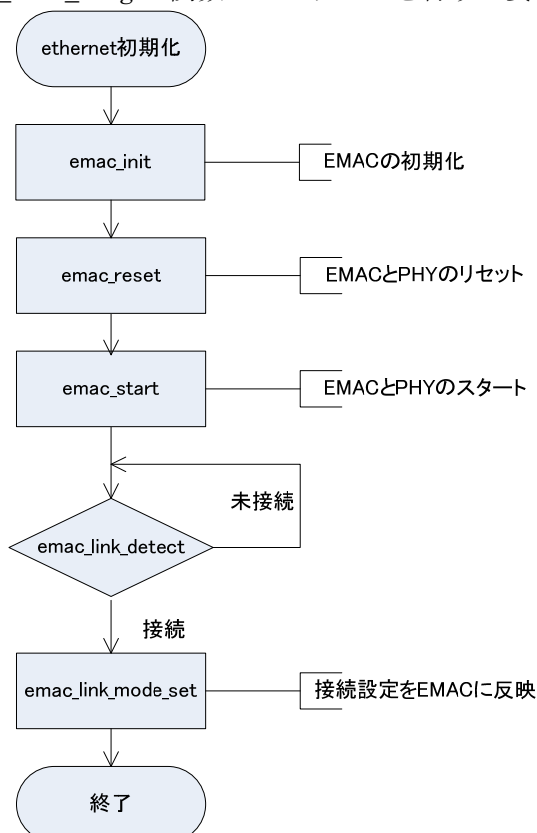 ethernet初期化
emac_init
EMACの初期化
emac_reset
EMACとPHYのリセット
emac_start
EMACとPHYのスタート
未接続
emac_link_detect
接続
emac_link_mode_set
接続設定をEMACに反映
終了